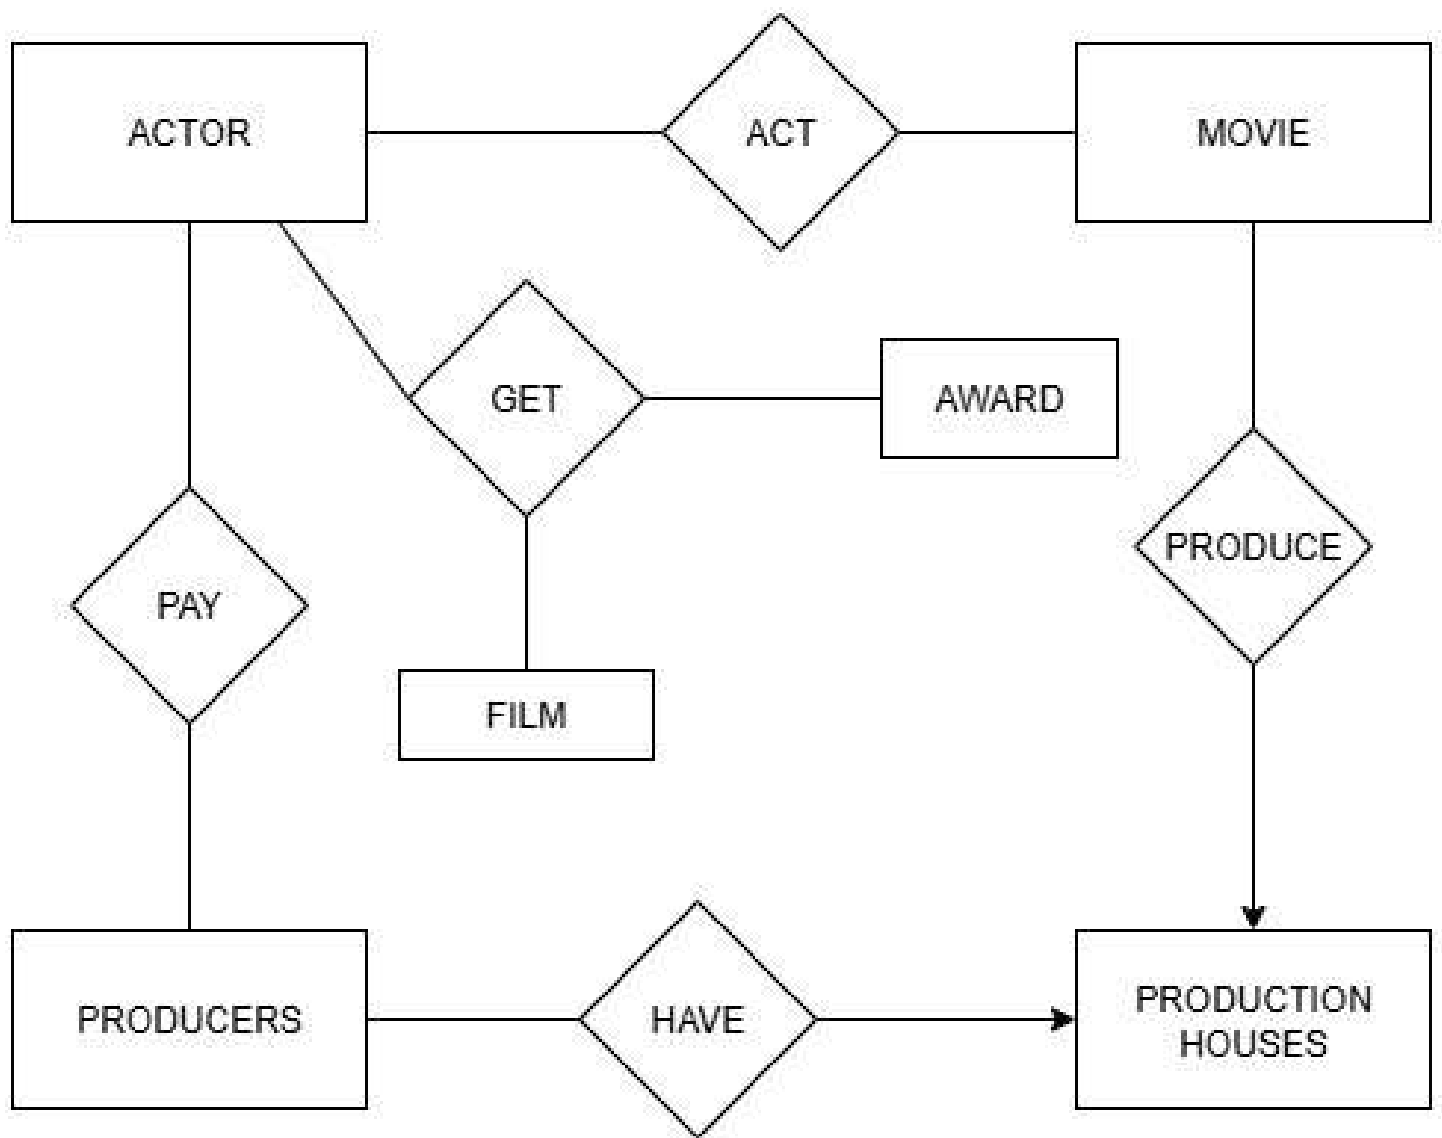 ACTOR
ACT
MOVIE
GET
AWARD
PRODUCE
PAY
FILM
PRODUCERS
HAVE
PRODUCTION
HOUSES